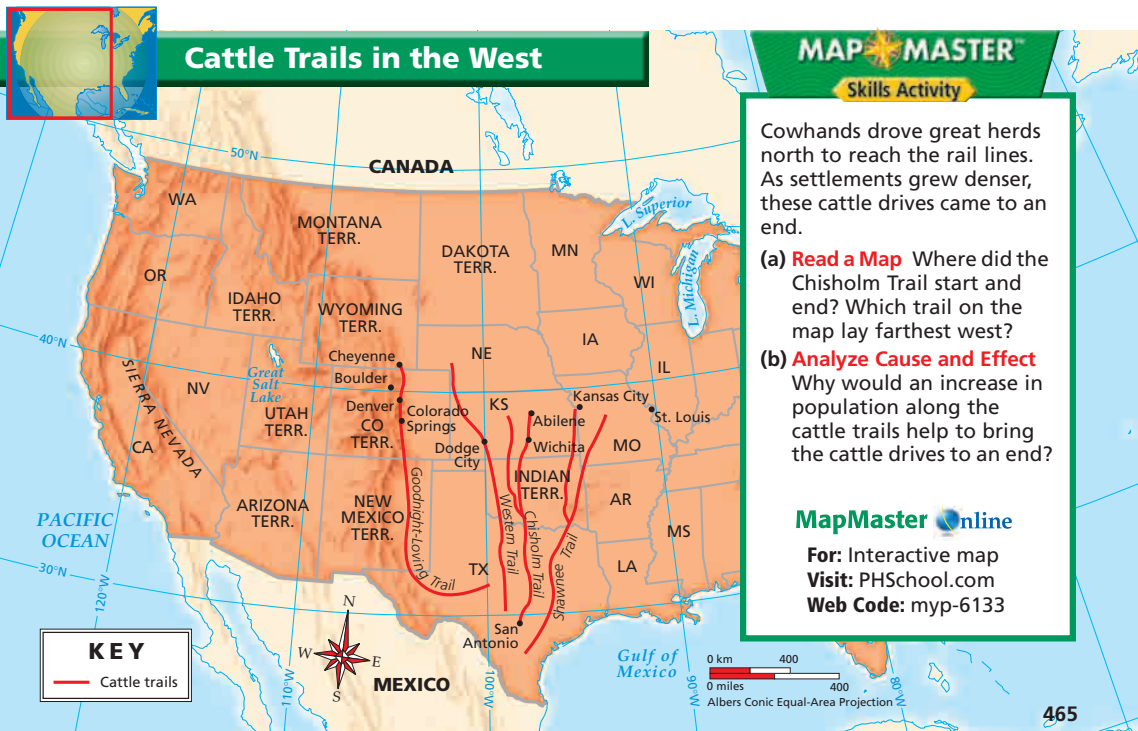 Cattle Trails in the West
MAP MASTER™
Skills Activity
Cowhands drove great herds
north to reach the rail lines.
As settlements grew denser,
these cattle drives came to an
end.
(a) Read a Map Where did the
Chisholm Trail start and
end? Which trail on the
map lay farthest west?
(b) Analyze Cause and Effect
Why would an increase in
population along the
cattle trails help to bring
the cattle drives to an end?
MapMaster Online
For: Interactive map
Visit: PHSchool.com
Web Code: myp-6133
50°N
CANADA
WA
MONTANA
TERR.
DAKOTA
TERR.
MN
L. Superior
OR
WI
L. Michigan
IDAHO
TERR.
WYOMING
TERR.
40°N
IA
Cheyenne
NE
IL
SIERRA NEVADA
NV
Great
Salt
Lake
Boulder
UTAH
TERR.
Denver
CO
TERR.
Colorado
Springs
KS
Kansas City
St. Louis
Abilene
CA
Dodge
City
Wichita
MO
INDIAN
TERR.
ARIZONA
TERR.
NEW
MEXICO
TERR.
AR
MS
Goodnight-Loving Trail
Western Trail
Chisholm Trail
Shawnee Trail
PACIFIC
OCEAN
30°N
TX
LA
120°W
San
Antonio
Gulf of
Mexico
N
W
E
S
MEXICO
110°W
100°W
90°W
80°W
KEY
Cattle trails
0 km 400
0 miles 400
Albers Conic Equal-Area Projection
465